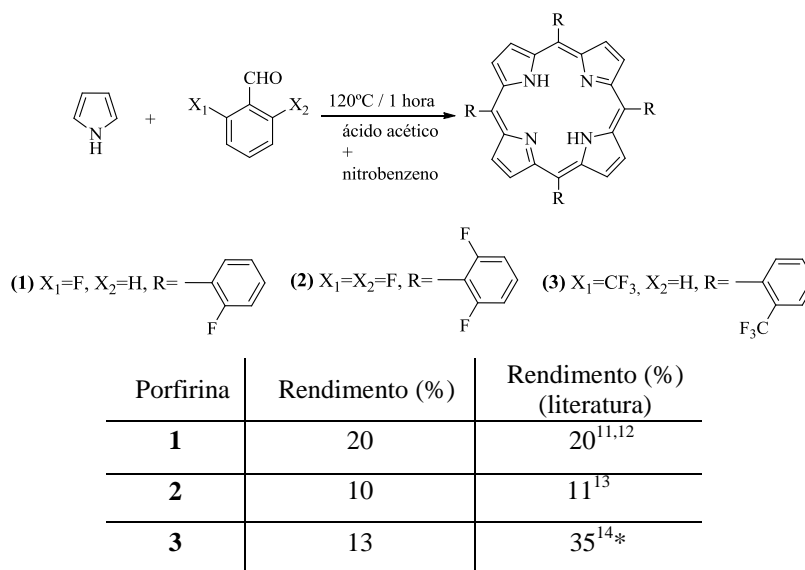 R
CHO
X1 X2
120ºC / 1 hora
ácido acético
+
nitrobenzeno
N
H
+
NH N
R R
N HN
R
(1) X1=F, X2=H, R=
F
(2) X1=X2=F, R=
F
F
(3) X1=CF3, X2=H, R=
F3C
Porfirina Rendimento (%) Rendimento (%) (literatura)
1 20 20^11,12
2 10 11^13
3 13 35^14*